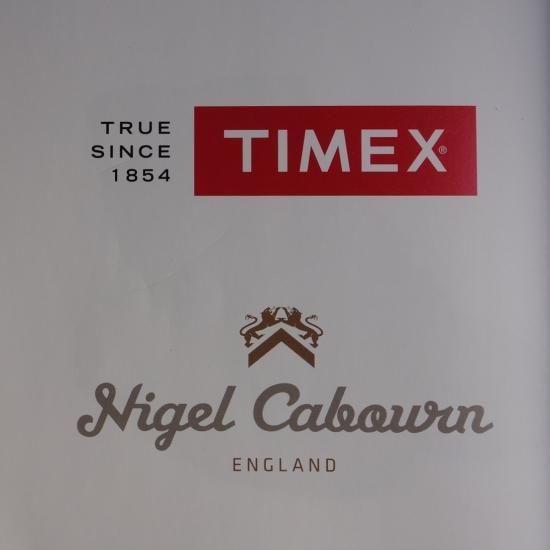 TRUE
SINCE
1854
TIMEX®
Nigel Cabourn
ENGLAND